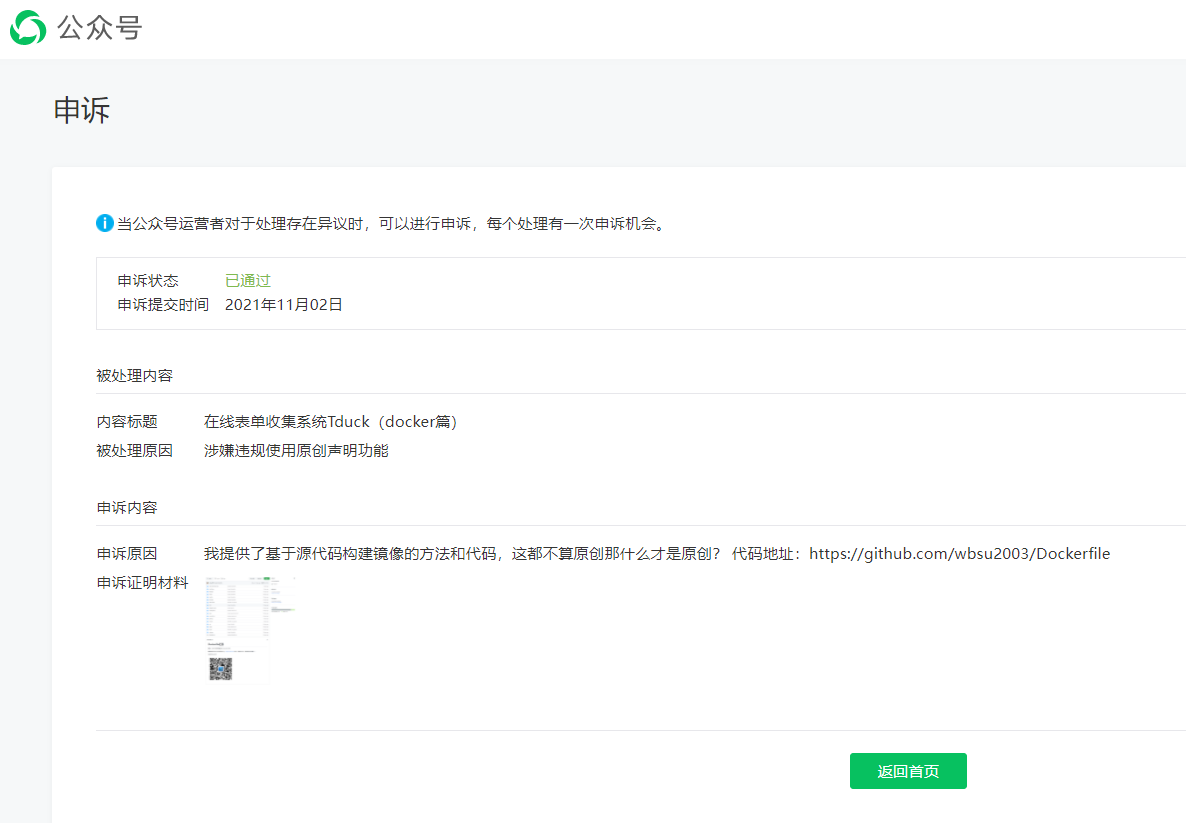 公众号
申诉
当公众号运营者对于处理存在异议时，可以进行申诉，每个处理有一次申诉机会。
申诉状态 已通过
申诉提交时间 2021年11月02日
被处理内容
内容标题 在线表单收集系统Tduck（docker篇）
被处理原因 涉嫌违规使用原创声明功能
申诉内容
申诉原因 我提供了基于源代码构建镜像的方法和代码，这都不算原创那什么才是原创？ 代码地址：https://github.com/wbsu2003/Dockerfile
申诉证明材料
返回首页